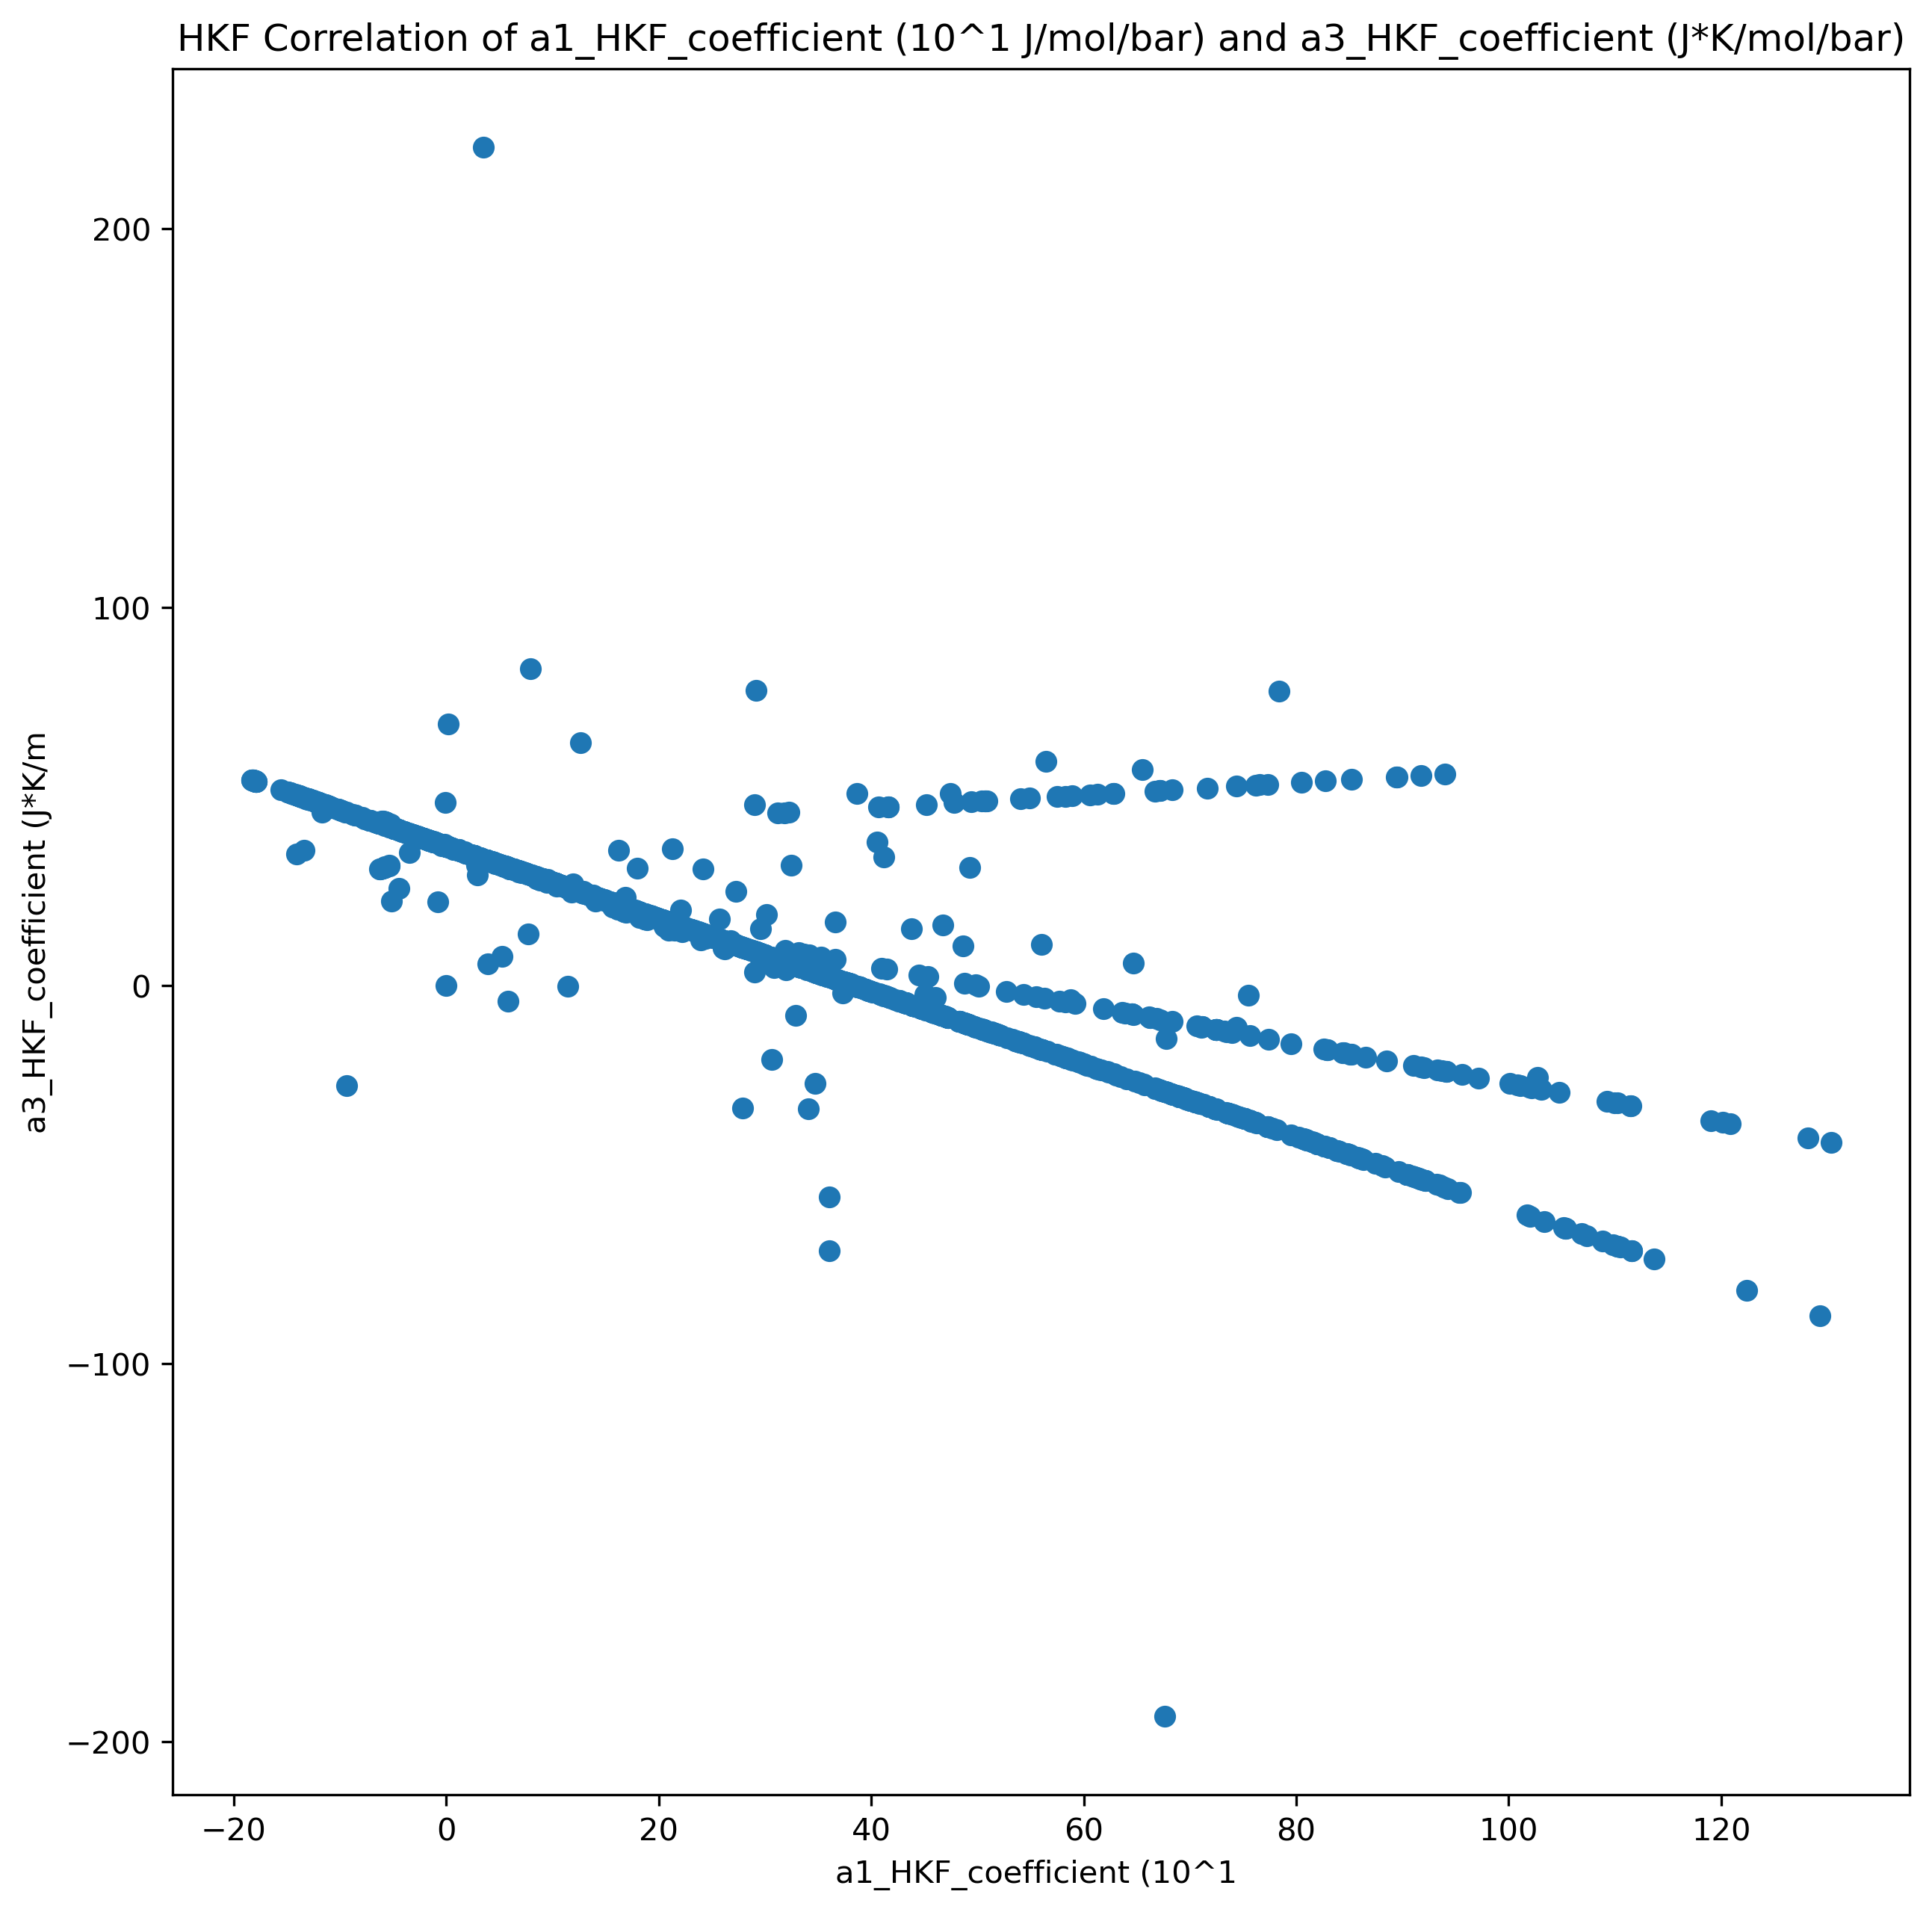 HKF Correlation of a1_HKF_coefficient (10^1 J/mol/bar) and a3_HKF_coefficient (J*K/mol/bar)
a3_HKF_coefficient (J*K/m
200
100
0
−100
−200
−20 0 20 40 60 80 100 120
a1_HKF_coefficient (10^1